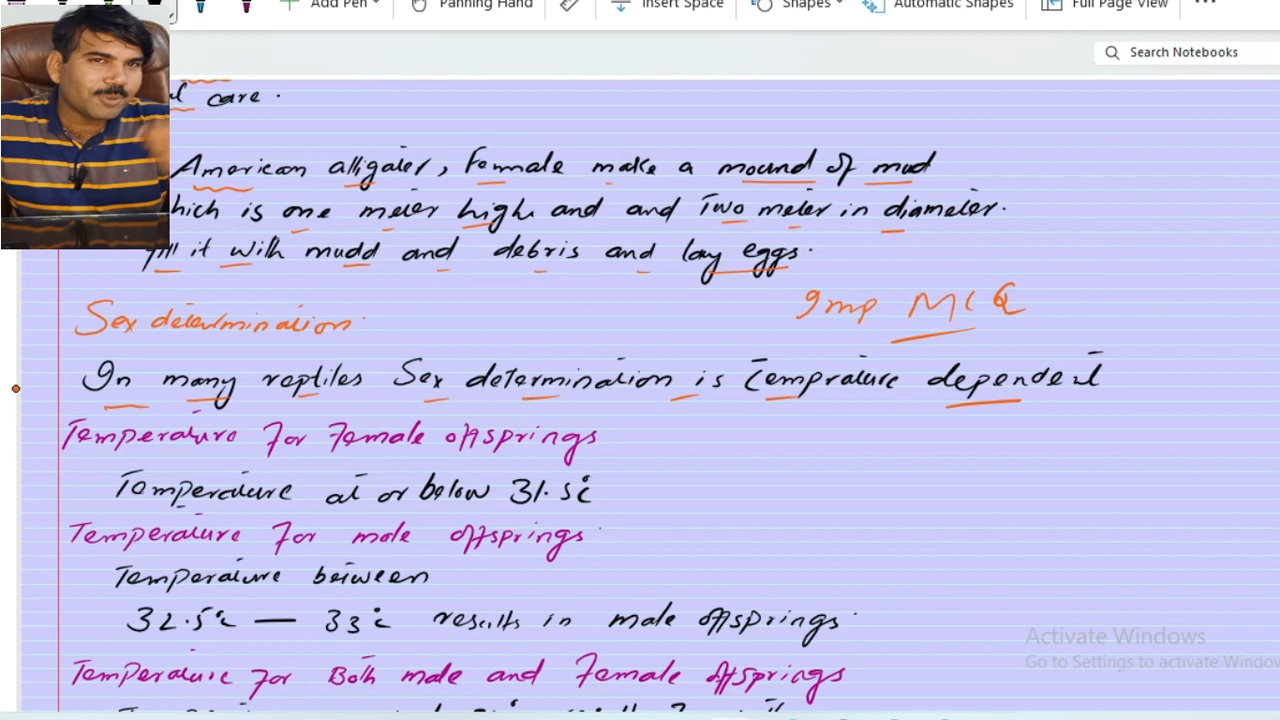 Add Pen
Panning Hand
Insert Space
Shapes
Automatic Shapes
Full Page View
Search Notebooks
care.
American alligater, Female make a mound of mud
hich is one meter high and and Two meter in diameter.
fill it with mudd and debris and lay eggs.
Sex determination
Imp MCQ
In many reptiles Sex determination is Temprature dependent
Temperature For Female offsprings
Temperature at or below 31.5°C
Temperature For male offsprings
Temperature between
32.5°C — 33°C results in male offsprings
Activate Windows
Go to Settings to activate Window
Temperature For Both male and Female offsprings